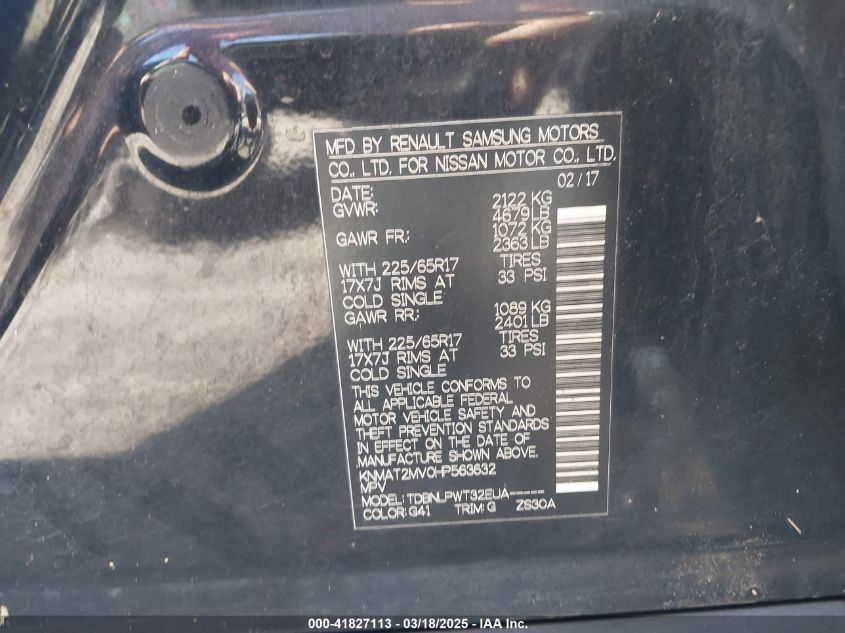 MFD BY RENAULT SAMSUNG MOTORS
CO., LTD. FOR NISSAN MOTOR CO., LTD.
DATE: 02/17
GVWR: 2122 KG
4679 LB
GAWR FR: 1072 KG
2363 LB
WITH 225/65R17 TIRES
17X7J RIMS AT 33 PSI
COLD SINGLE
GAWR RR: 1089 KG
2401 LB
WITH 225/65R17 TIRES
17X7J RIMS AT 33 PSI
COLD SINGLE
THIS VEHICLE CONFORMS TO
ALL APPLICABLE FEDERAL
MOTOR VEHICLE SAFETY AND
THEFT PREVENTION STANDARDS
IN EFFECT ON THE DATE OF
MANUFACTURE SHOWN ABOVE.
KNMAT2MV0HP563632
MPV
MODEL: TDBNLPWT32EUA-----
COLOR: G41 TRIM: G ZS30A
000-41827113 - 03/18/2025 - IAA Inc.